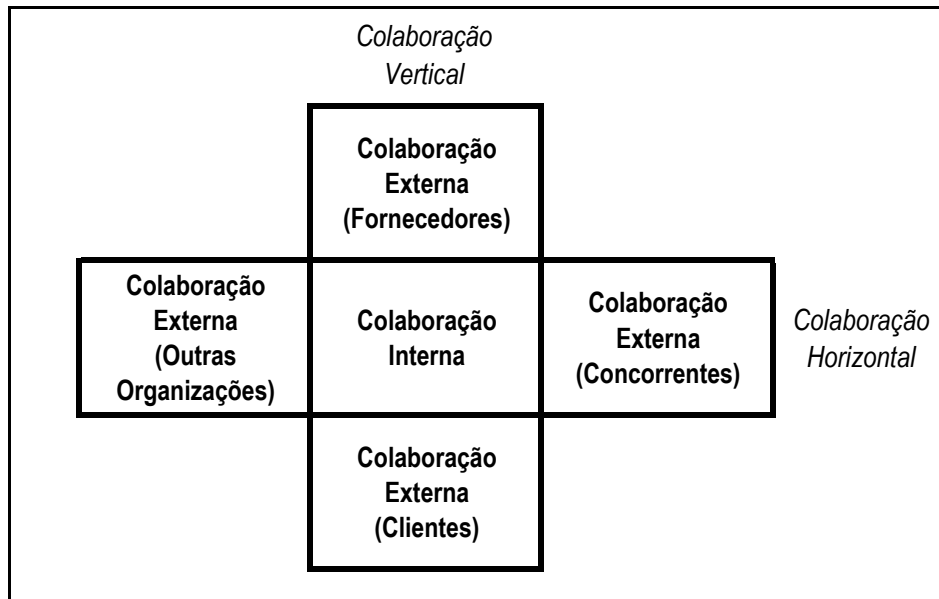 Colaboração
Vertical
Colaboração
Externa
(Fornecedores)
Colaboração
Externa
(Outras
Organizações)
Colaboração
Interna
Colaboração
Externa
(Concorrentes)
Colaboração
Horizontal
Colaboração
Externa
(Clientes)